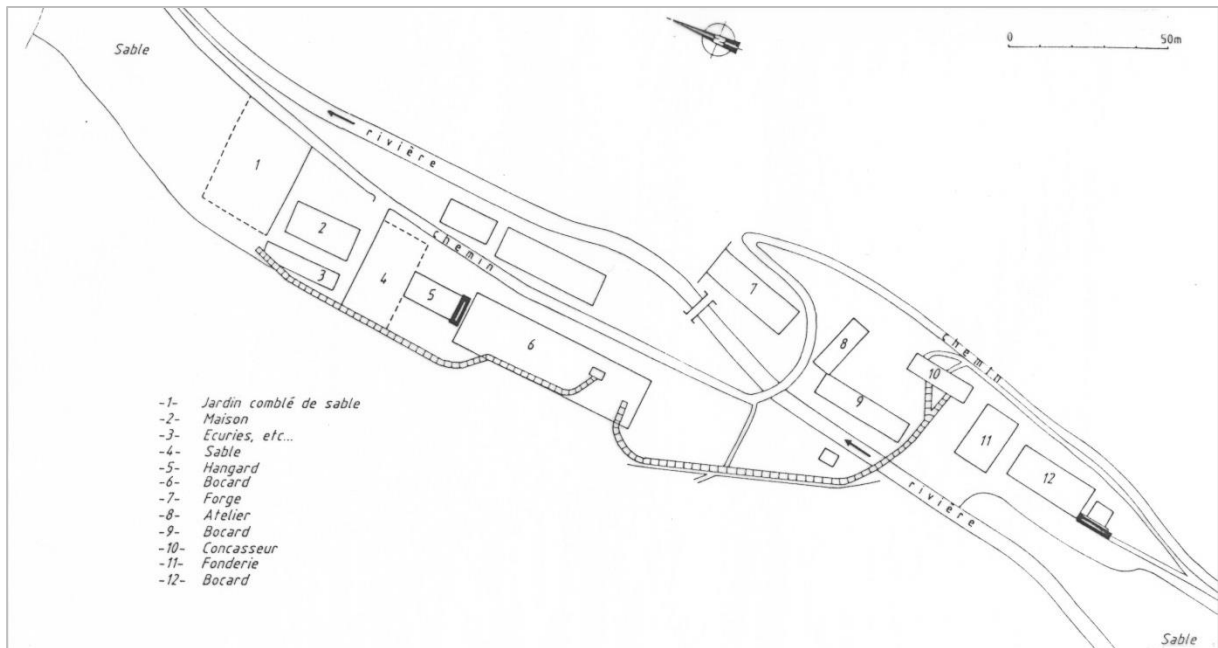 Sable
0 50m
rivière
1
2
chemin
3
4
5
6
7
8
chemin
10
9
11
12
rivière
-1- Jardin comblé de sable
-2- Maison
-3- Ecuries, etc...
-4- Sable
-5- Hangard
-6- Bocard
-7- Forge
-8- Atelier
-9- Bocard
-10- Concasseur
-11- Fonderie
-12- Bocard
Sable